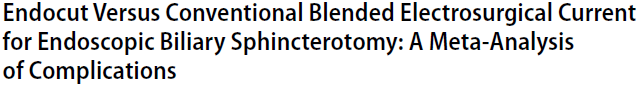 Endocut Versus Conventional Blended Electrosurgical Current
for Endoscopic Biliary Sphincterotomy: A Meta-Analysis
of Complications